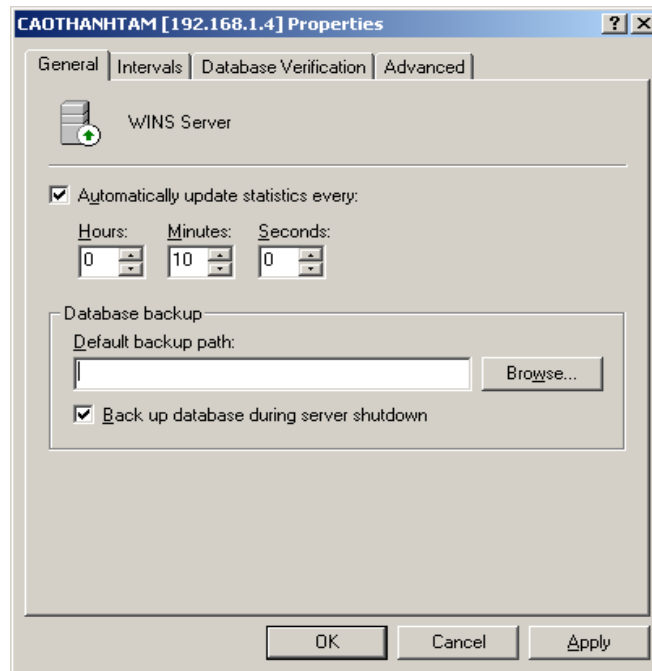 CAOTHANHTAM [192.168.1.4] Properties
General Intervals Database Verification Advanced
WINS Server
Automatically update statistics every:
Hours: Minutes: Seconds:
0 10 0
Database backup
Default backup path:
Browse...
Back up database during server shutdown
OK Cancel Apply